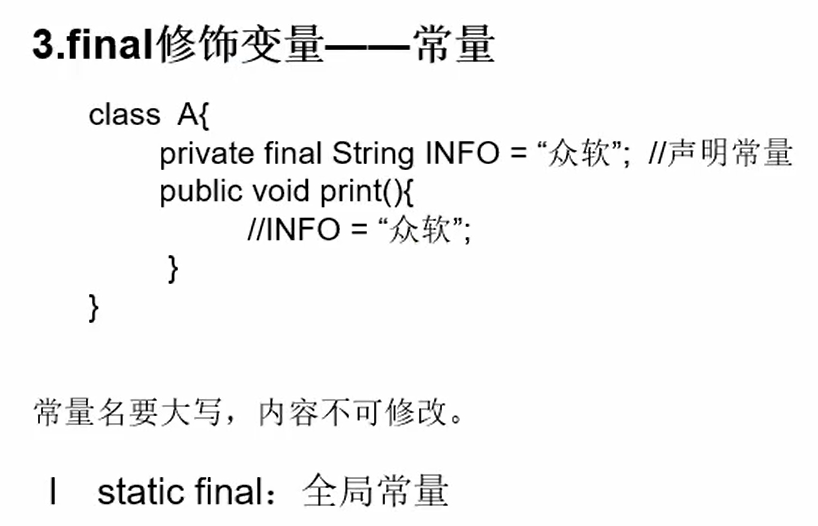 3.final修饰变量——常量
class A{
private final String INFO = “众软”; //声明常量
public void print(){
//INFO = “众软”;
}
}
常量名要大写，内容不可修改。
l static final：全局常量